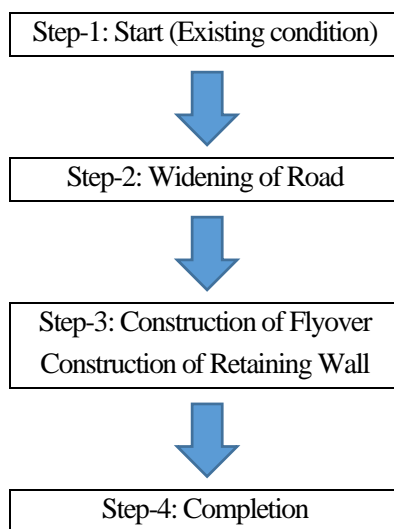 Step-1: Start (Existing condition)
Step-2: Widening of Road
Step-3: Construction of Flyover
Construction of Retaining Wall
Step-4: Completion